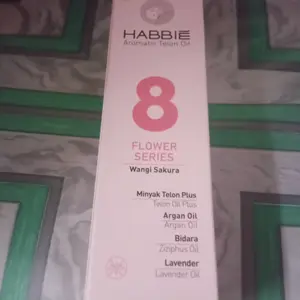 HABBIE
Aromatic Telon Oil
8
FLOWER
SERIES
Wangi Sakura
Minyak Telon Plus
Telon Oil Plus
Argan Oil
Argan Oil
Bidara
Ziziphus Oil
Lavender
Lavender Oil